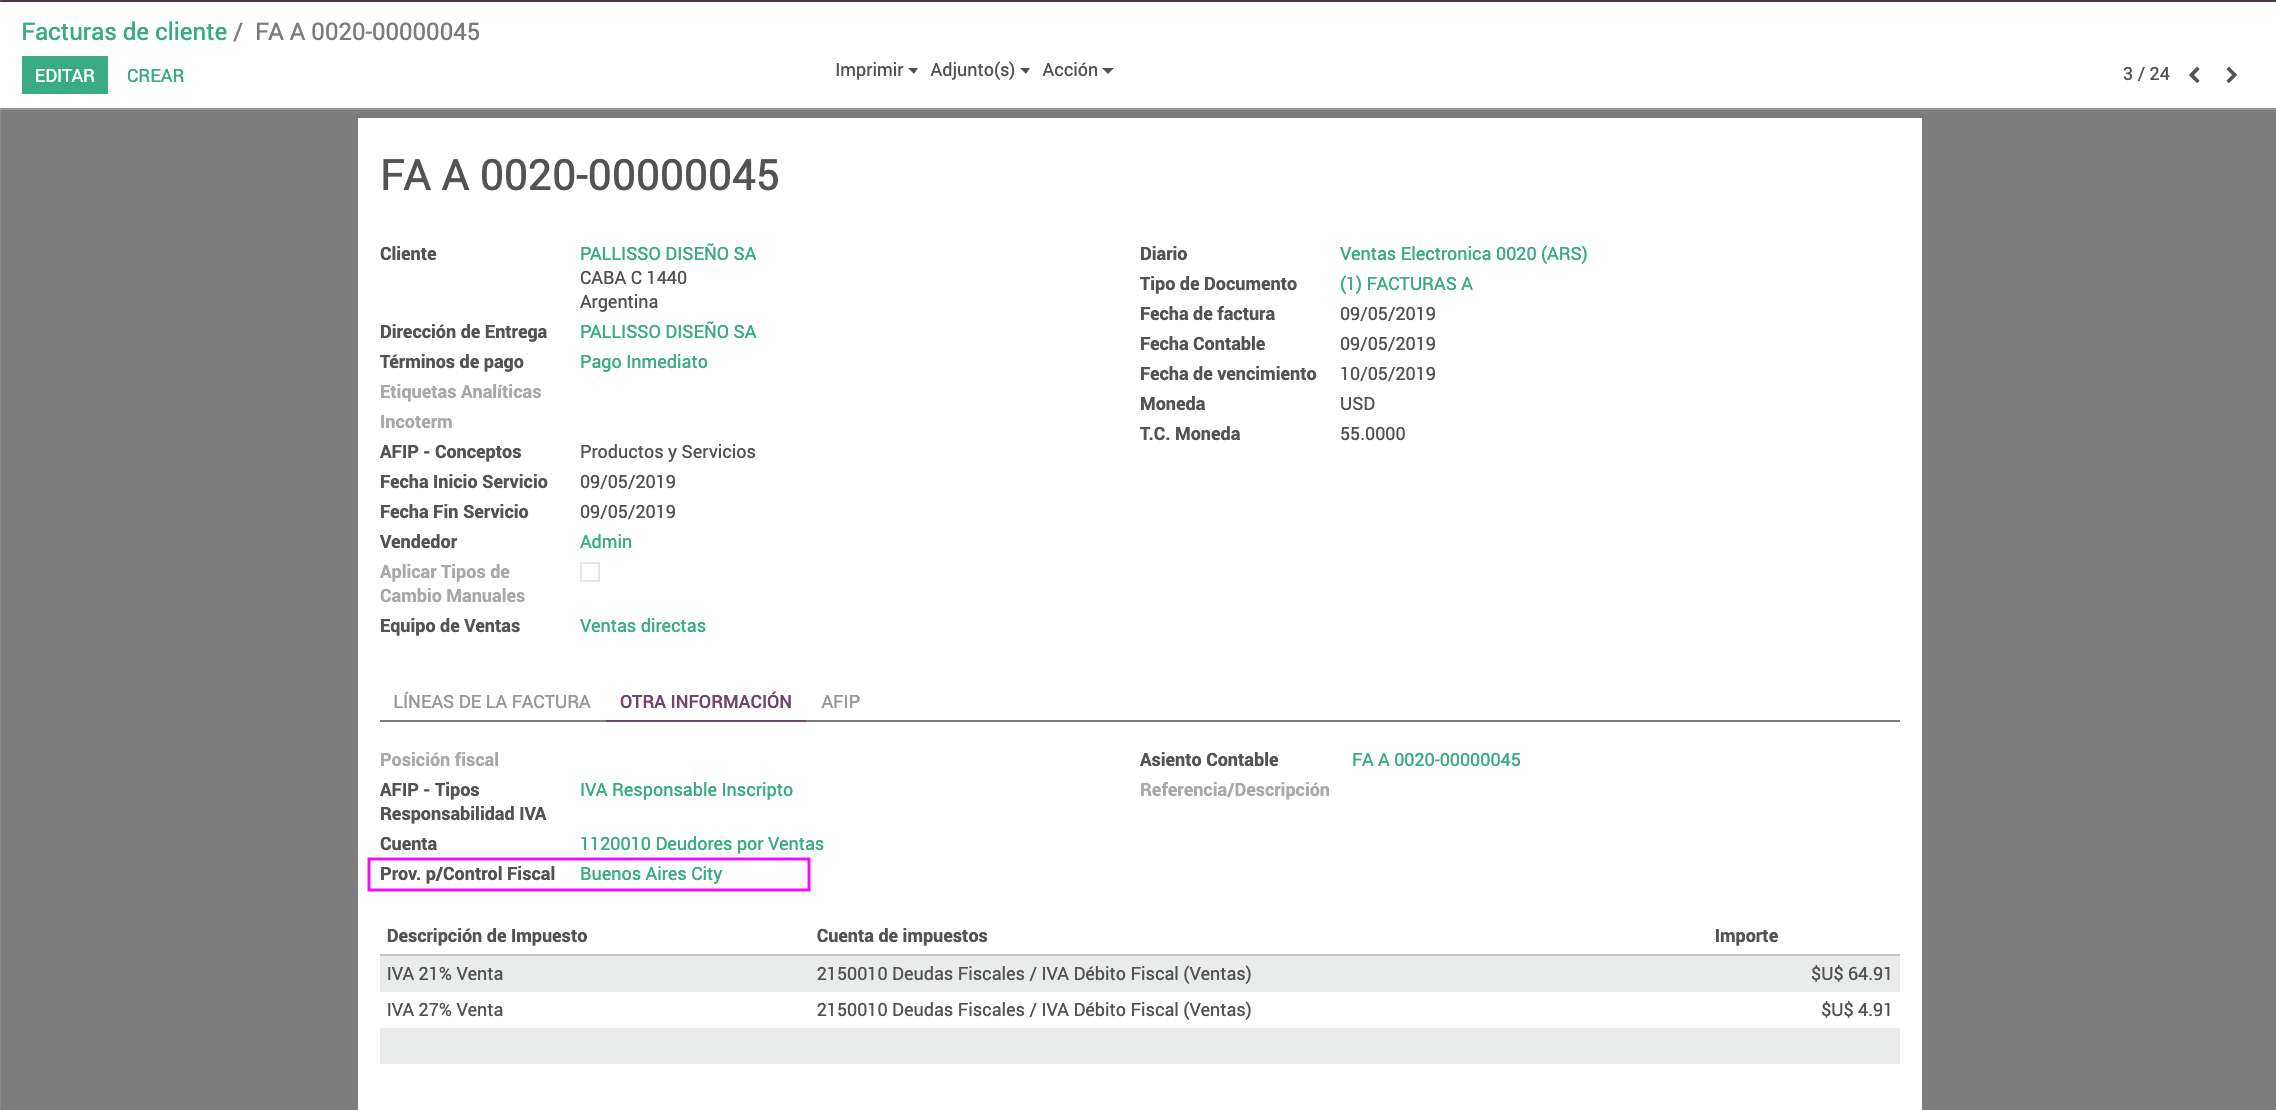 Facturas de cliente / FA A 0020-00000045
EDITAR CREAR
Imprimir Adjunto(s) Acción
3 / 24
FA A 0020-00000045
Cliente PALLISSO DISEÑO SA
CABA C 1440
Argentina
Dirección de Entrega PALLISSO DISEÑO SA
Términos de pago Pago Inmediato
Etiquetas Analíticas
Incoterm
AFIP - Conceptos Productos y Servicios
Fecha Inicio Servicio 09/05/2019
Fecha Fin Servicio 09/05/2019
Vendedor Admin
Aplicar Tipos de
Cambio Manuales
Equipo de Ventas Ventas directas
Diario Ventas Electronica 0020 (ARS)
Tipo de Documento (1) FACTURAS A
Fecha de factura 09/05/2019
Fecha Contable 09/05/2019
Fecha de vencimiento 10/05/2019
Moneda USD
T.C. Moneda 55.0000
LÍNEAS DE LA FACTURA OTRA INFORMACIÓN AFIP
Posición fiscal
AFIP - Tipos IVA Responsable Inscripto
Responsabilidad IVA
Cuenta 1120010 Deudores por Ventas
Prov. p/Control Fiscal Buenos Aires City
Asiento Contable FA A 0020-00000045
Referencia/Descripción
Descripción de Impuesto Cuenta de impuestos Importe
IVA 21% Venta 2150010 Deudas Fiscales / IVA Débito Fiscal (Ventas) $U$ 64.91
IVA 27% Venta 2150010 Deudas Fiscales / IVA Débito Fiscal (Ventas) $U$ 4.91